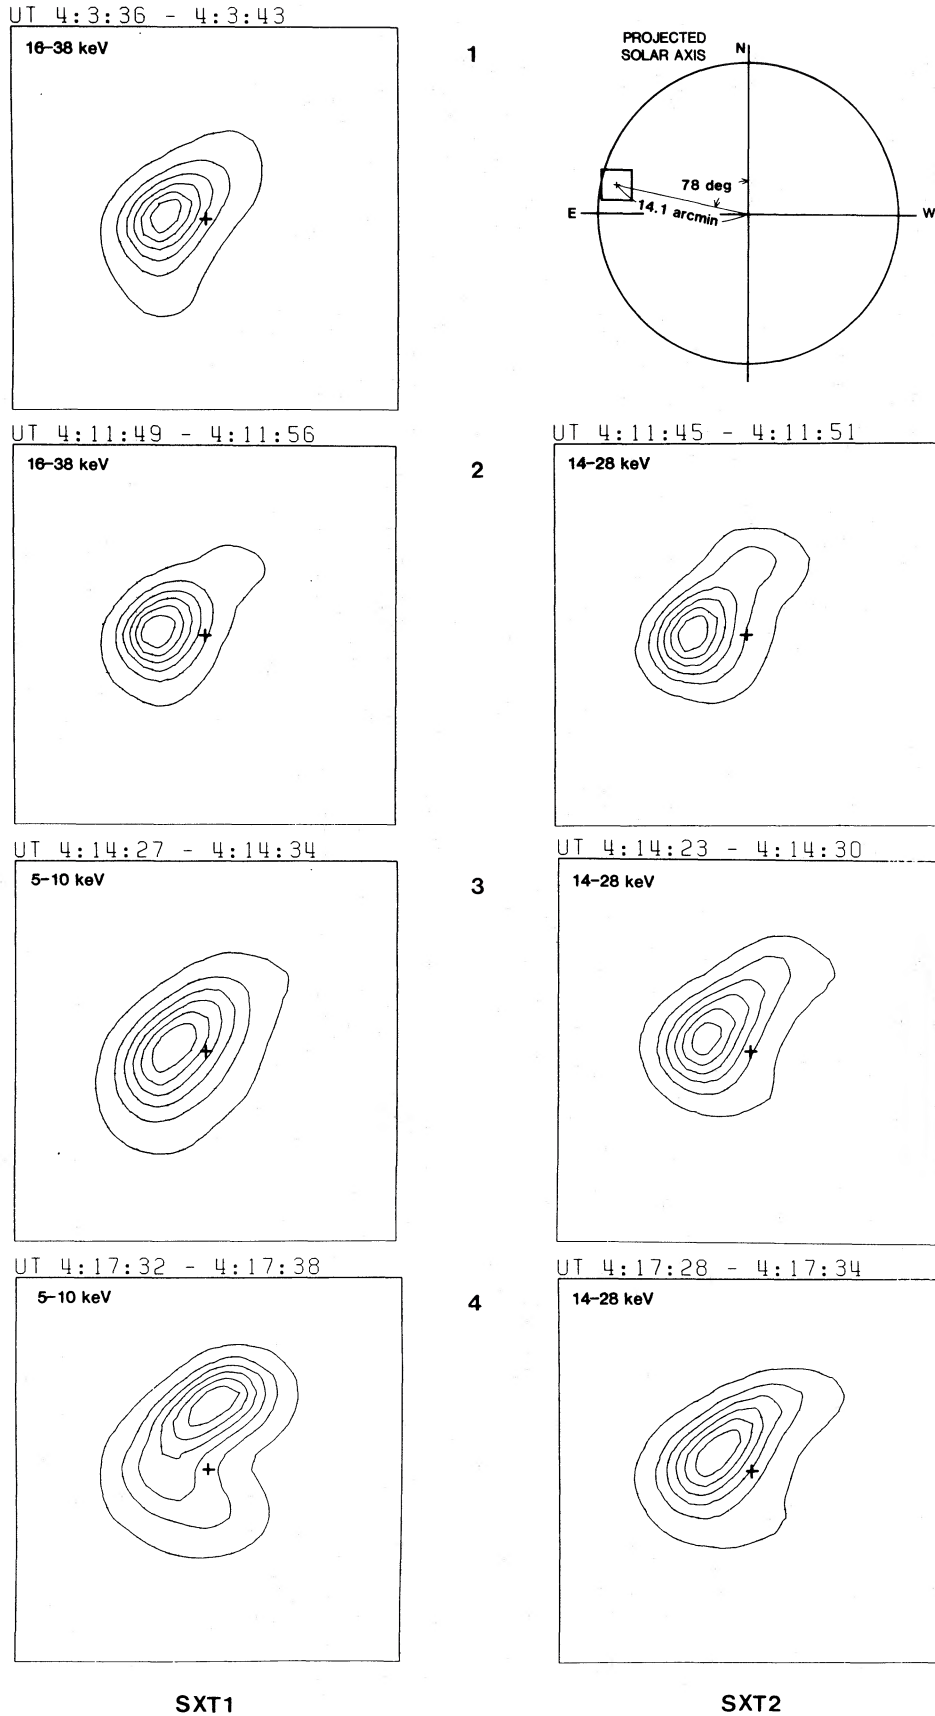 UT 4:3:36 - 4:3:43
16-38 keV
1
PROJECTED
SOLAR AXIS
N
78 deg
14.1 arcmin
E
W
UT 4:11:49 - 4:11:56
16-38 keV
2
UT 4:11:45 - 4:11:51
14-28 keV
UT 4:14:27 - 4:14:34
5-10 keV
3
UT 4:14:23 - 4:14:30
14-28 keV
UT 4:17:32 - 4:17:38
5-10 keV
4
UT 4:17:28 - 4:17:34
14-28 keV
SXT1
SXT2